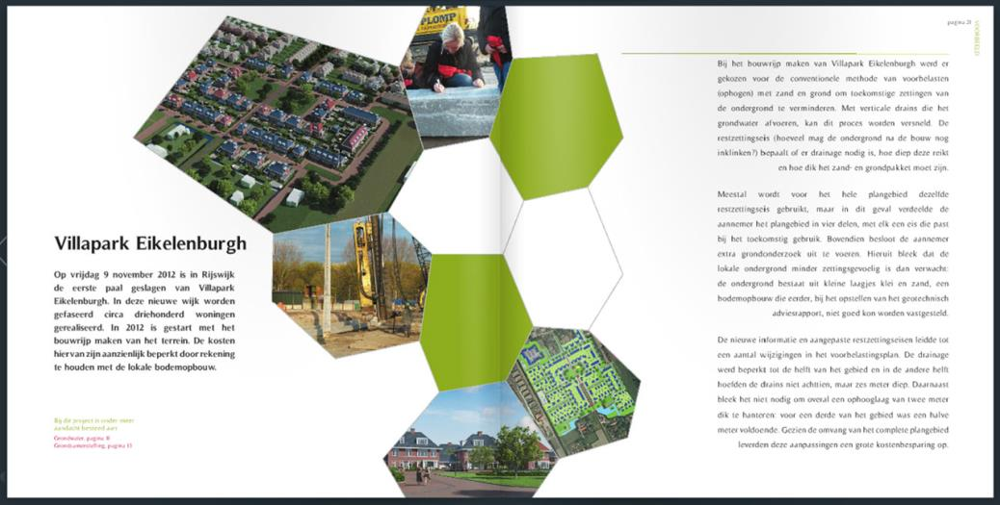 PLOMP
pagina 21
VOORBEELD
Villapark Eikelenburgh
Op vrijdag 9 november 2012 is in Rijswijk
de eerste paal geslagen van Villapark
Eikelenburgh. In deze nieuwe wijk worden
gefaseerd circa driehonderd woningen
gerealiseerd. In 2012 is gestart met het
bouwrijp maken van het terrein. De kosten
hiervan zijn aanzienlijk beperkt door rekening
te houden met de lokale bodemopbouw.
Bij dit project is onder meer
aandacht besteed aan:
Grondwater, pagina 8
Grondsamenstelling, pagina 13
Bij het bouwrijp maken van Villapark Eikelenburgh werd er
gekozen voor de conventionele methode van voorbelasten
(ophogen) met zand en grond om toekomstige zettingen van
de ondergrond te verminderen. Met verticale drains die het
grondwater afvoeren, kan dit proces worden versneld. De
restzettingseis (hoeveel mag de ondergrond na de bouw nog
inklinken?) bepaalt of er drainage nodig is, hoe diep deze reikt
en hoe dik het zand- en grondpakket moet zijn.
Meestal wordt voor het hele plangebied dezelfde
restzettingseis gebruikt, maar in dit geval verdeelde de
aannemer het plangebied in vier delen, met elk een eis die past
bij het toekomstig gebruik. Bovendien besloot de aannemer
extra grondonderzoek uit te voeren. Hieruit bleek dat de
lokale ondergrond minder zettingsgevoelig is dan verwacht:
de ondergrond bestaat uit kleine laagjes klei en zand, een
bodemopbouw die eerder, bij het opstellen van het geotechnisch
adviesrapport, niet goed kon worden vastgesteld.
De nieuwe informatie en aangepaste restzettingseisen leidde tot
een aantal wijzigingen in het voorbelastingsplan. De drainage
werd beperkt tot de helft van het gebied en in de andere helft
hoefden de drains niet achttien, maar zes meter diep. Daarnaast
bleek het niet nodig om overal een ophooglaag van twee meter
dik te hanteren: voor een derde van het gebied was een halve
meter voldoende. Gezien de omvang van het complete plangebied
leverden deze aanpassingen een grote kostenbesparing op.